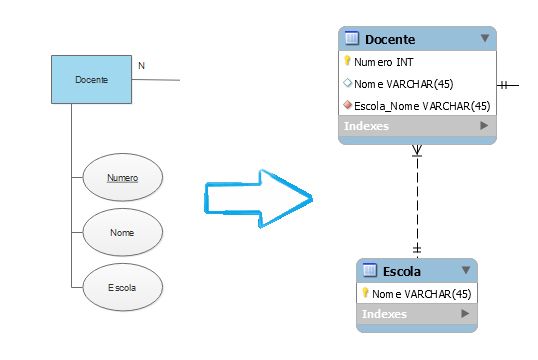 Docente
N
Numero
Nome
Escola
Docente
Numero INT
Nome VARCHAR(45)
Escola_Nome VARCHAR(45)
Indexes
Escola
Nome VARCHAR(45)
Indexes